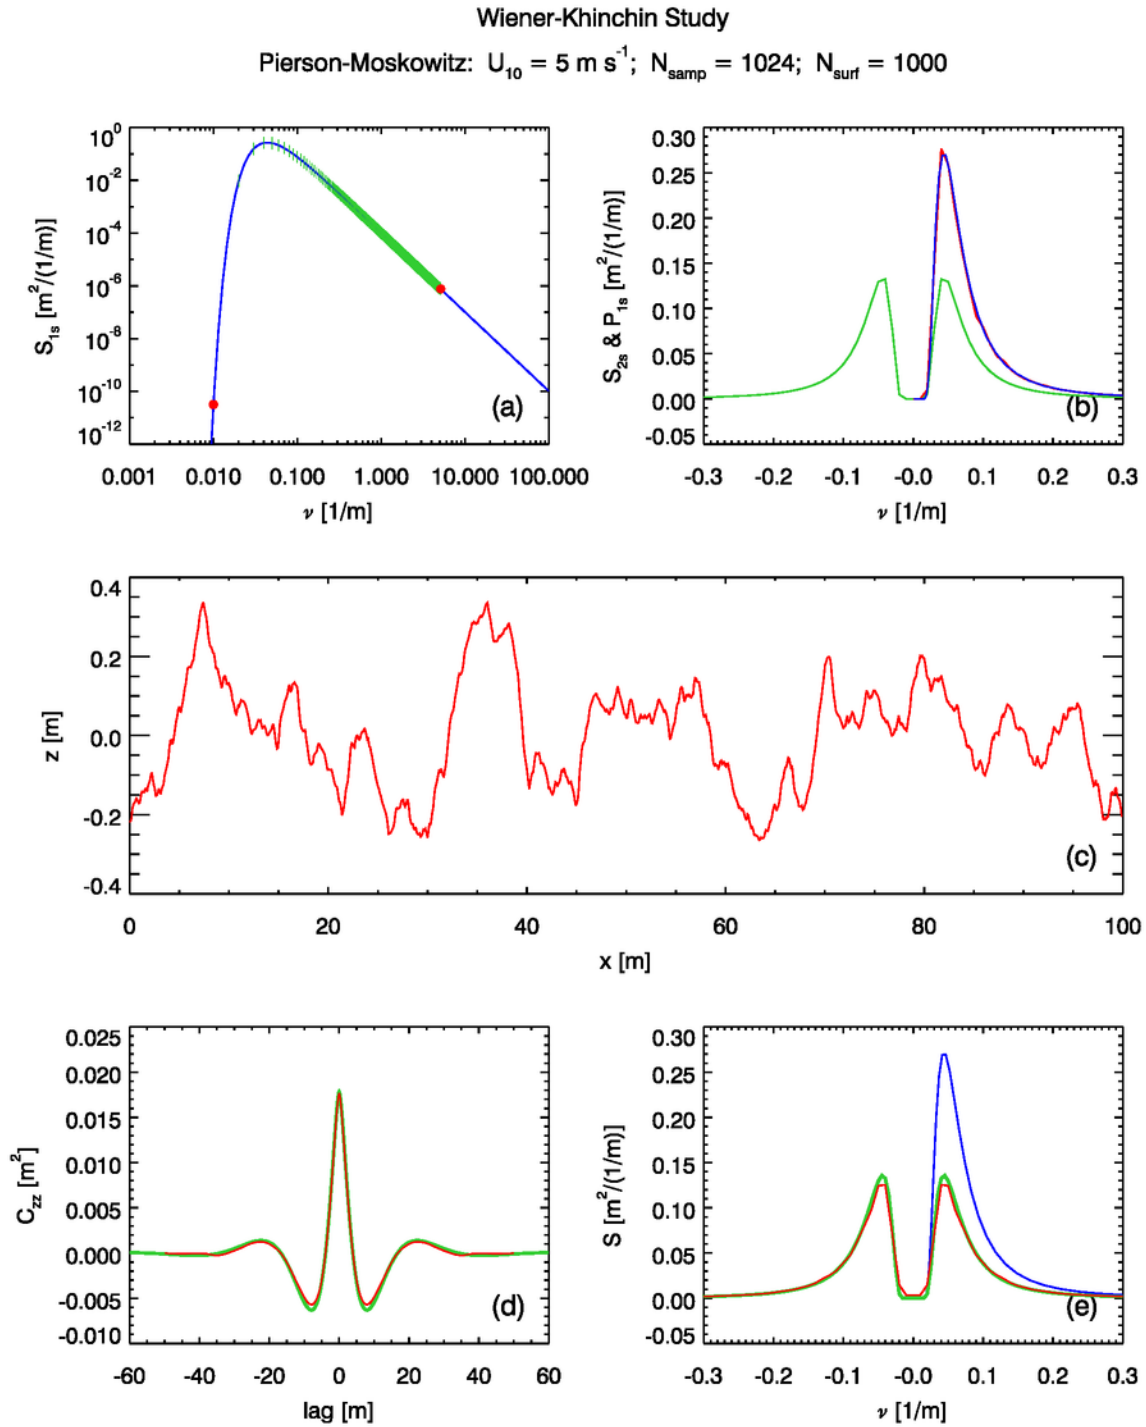 Wiener-Khinchin Study
Pierson-Moskowitz: U10 = 5 m s-1; Nsamp = 1024; Nsurf = 1000
S1s [m2/(1/m)]
10^0
10^-2
10^-4
10^-6
10^-8
10^-10
10^-12
(a)
0.001 0.010 0.100 1.000 10.000 100.000
ν [1/m]
S2s & P1s [m2/(1/m)]
0.30
0.25
0.20
0.15
0.10
0.05
0.00
-0.05
(b)
-0.3 -0.2 -0.1 -0.0 0.1 0.2 0.3
ν [1/m]
z [m]
0.4
0.2
0.0
-0.2
-0.4
(c)
0 20 40 60 80 100
x [m]
Czz [m2]
0.025
0.020
0.015
0.010
0.005
0.000
-0.005
-0.010
(d)
-60 -40 -20 0 20 40 60
lag [m]
S [m2/(1/m)]
0.30
0.25
0.20
0.15
0.10
0.05
0.00
-0.05
(e)
-0.3 -0.2 -0.1 -0.0 0.1 0.2 0.3
ν [1/m]